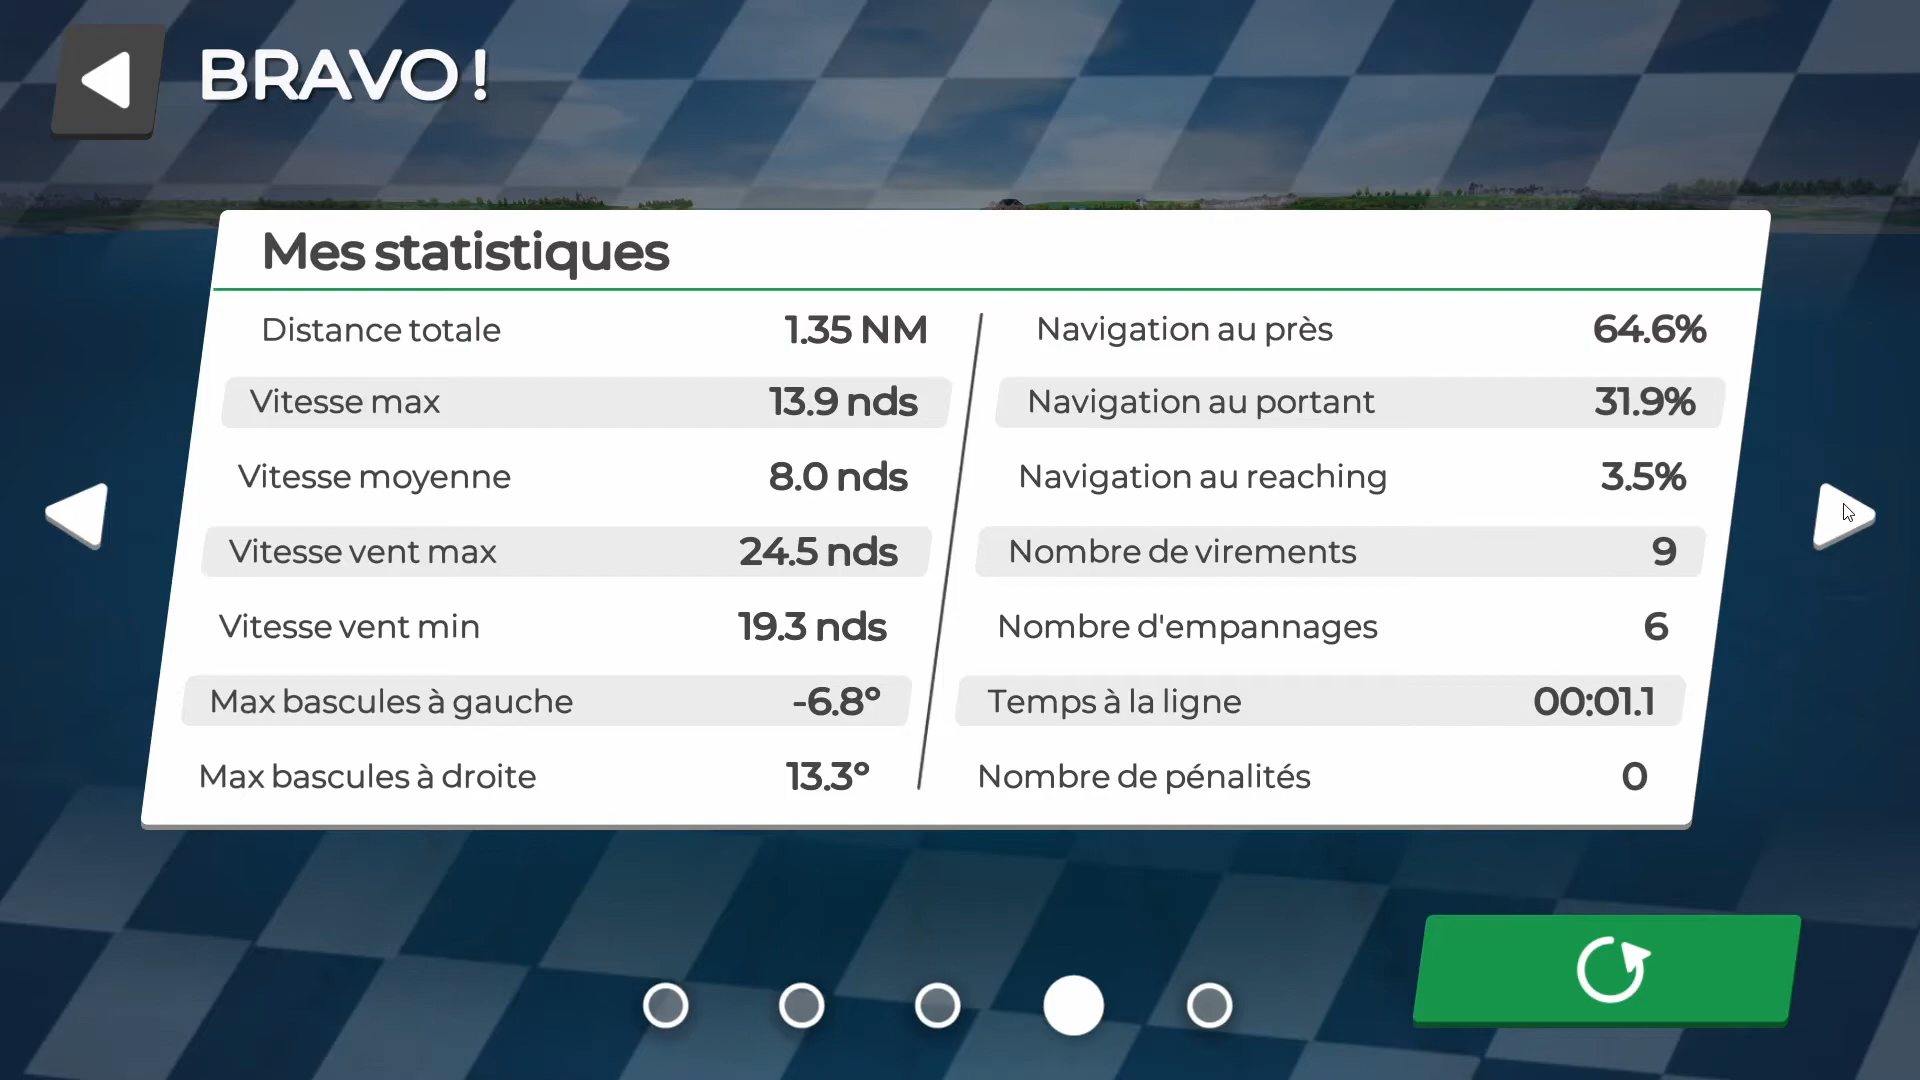 BRAVO !
Mes statistiques
Distance totale 1.35 NM
Vitesse max 13.9 nds
Vitesse moyenne 8.0 nds
Vitesse vent max 24.5 nds
Vitesse vent min 19.3 nds
Max bascules à gauche -6.8°
Max bascules à droite 13.3°
Navigation au près 64.6%
Navigation au portant 31.9%
Navigation au reaching 3.5%
Nombre de virements 9
Nombre d'empannages 6
Temps à la ligne 00:01.1
Nombre de pénalités 0